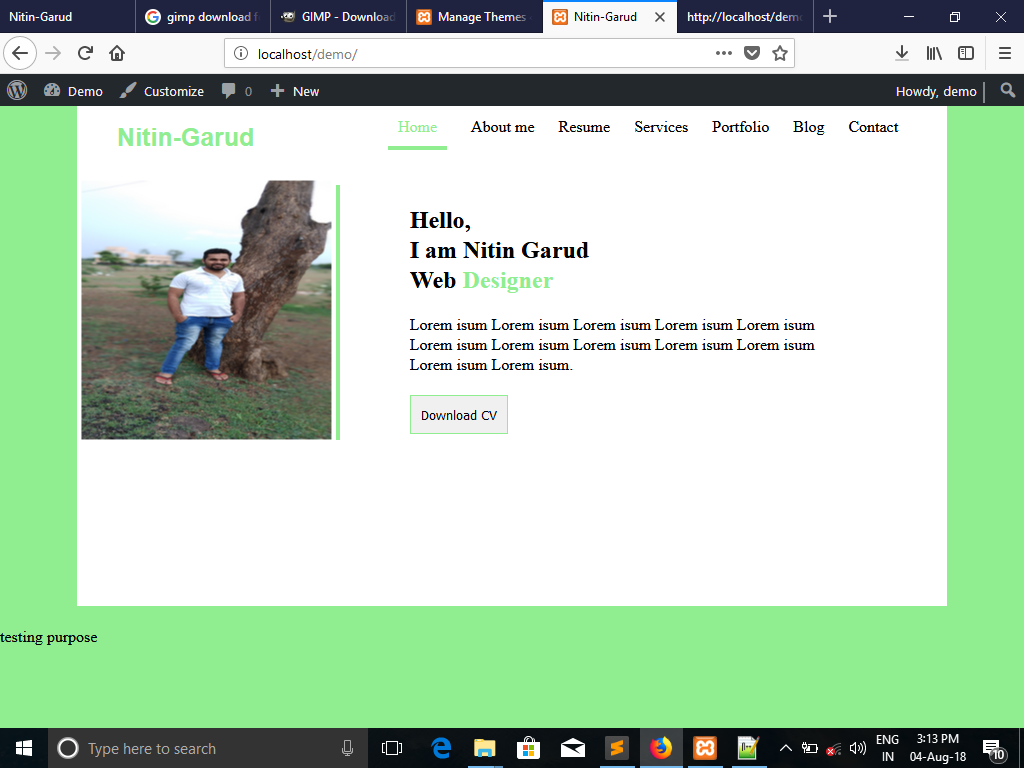 Nitin-Garud
gimp download f
GIMP - Download
Manage Themes
Nitin-Garud
http://localhost/demo
localhost/demo/
Demo
Customize
0
New
Howdy, demo
Nitin-Garud
Home
About me
Resume
Services
Portfolio
Blog
Contact
Hello,
I am Nitin Garud
Web Designer
Lorem isum Lorem isum Lorem isum Lorem isum Lorem isum
Lorem isum Lorem isum Lorem isum Lorem isum Lorem isum
Lorem isum Lorem isum.
Download CV
testing purpose
Type here to search
ENG
IN
3:13 PM
04-Aug-18
10